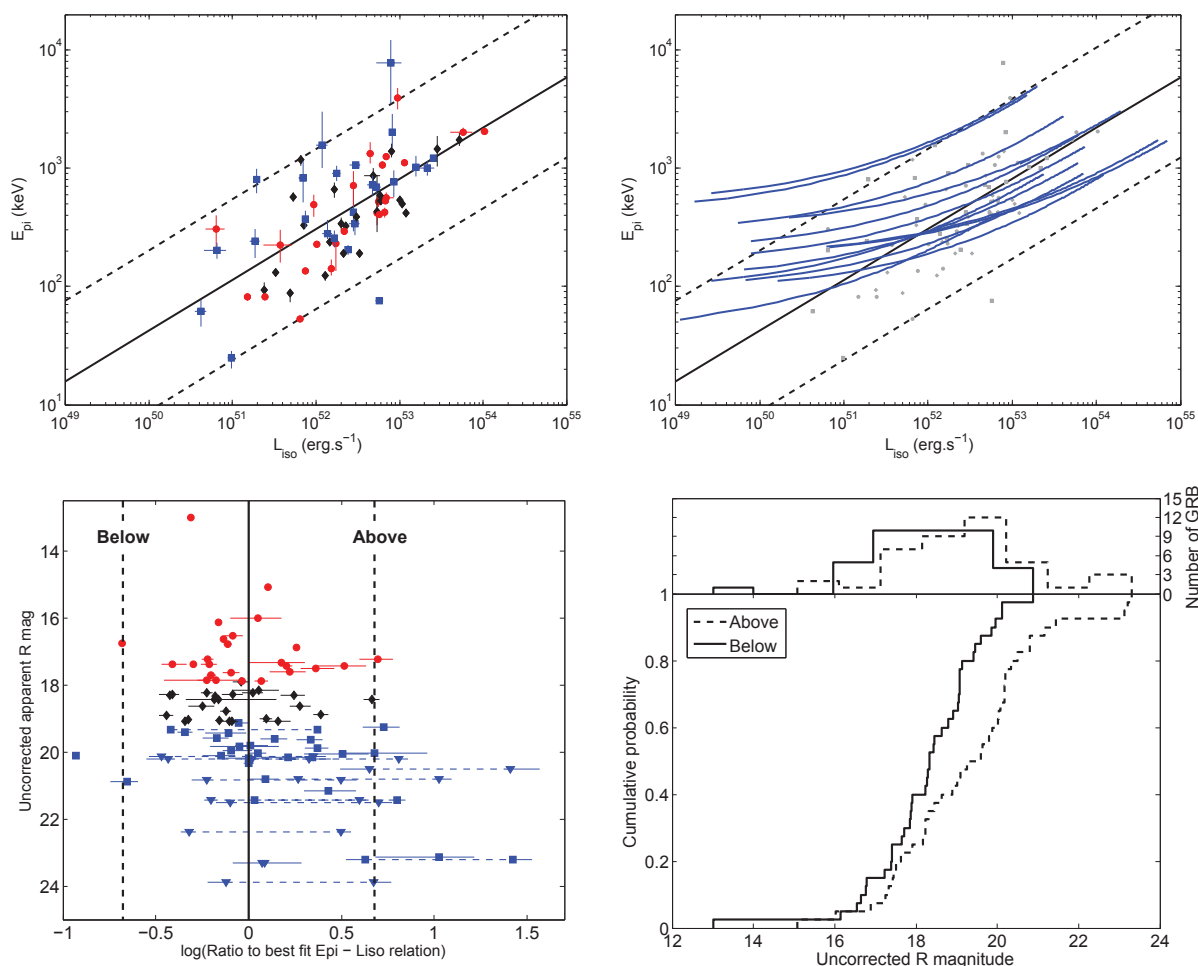 10^4
10^3
10^2
10^1
E_pi (keV)
10^49 10^50 10^51 10^52 10^53 10^54 10^55
L_iso (erg.s^−1)
10^4
10^3
10^2
10^1
E_pi (keV)
10^49 10^50 10^51 10^52 10^53 10^54 10^55
L_iso (erg.s^−1)
Below
Above
14
16
18
20
22
24
Uncorrected apparent R mag
−1 −0.5 0 0.5 1 1.5
log(Ratio to best fit Epi − Liso relation)
15
12
9
6
3
0
Number of GRB
Above
Below
1
0.8
0.6
0.4
0.2
0
Cumulative probability
12 14 16 18 20 22 24
Uncorrected R magnitude